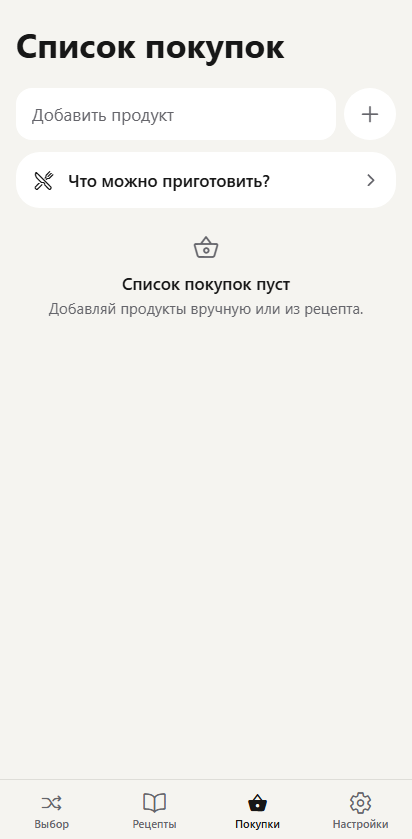 Список покупок
Добавить продукт
Что можно приготовить?
Список покупок пуст
Добавляй продукты вручную или из рецепта.
Выбор
Рецепты
Покупки
Настройки